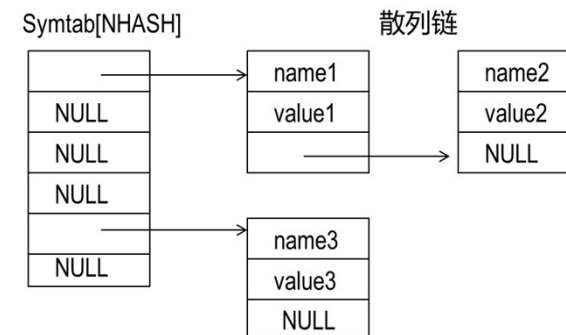 Symtab[NHASH]
散列链
name1
name2
NULL
value1
value2
NULL
NULL
NULL
name3
NULL
value3
NULL